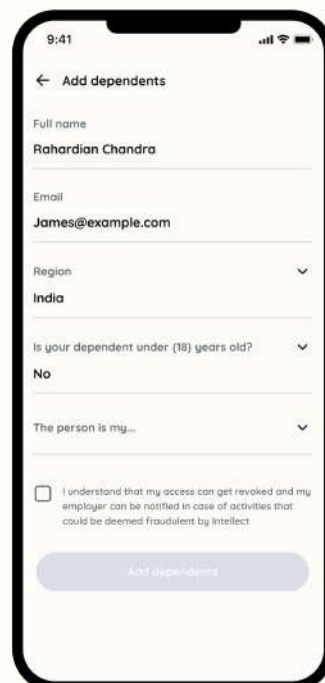 9:41
Add dependents
Full name
Rahardian Chandra
Email
James@example.com
Region
India
Is your dependent under {18} years old?
No
The person is my...
I understand that my access can get revoked and my
employer can be notified in case of activities that
could be deemed fraudulent by Intellect
Add dependents